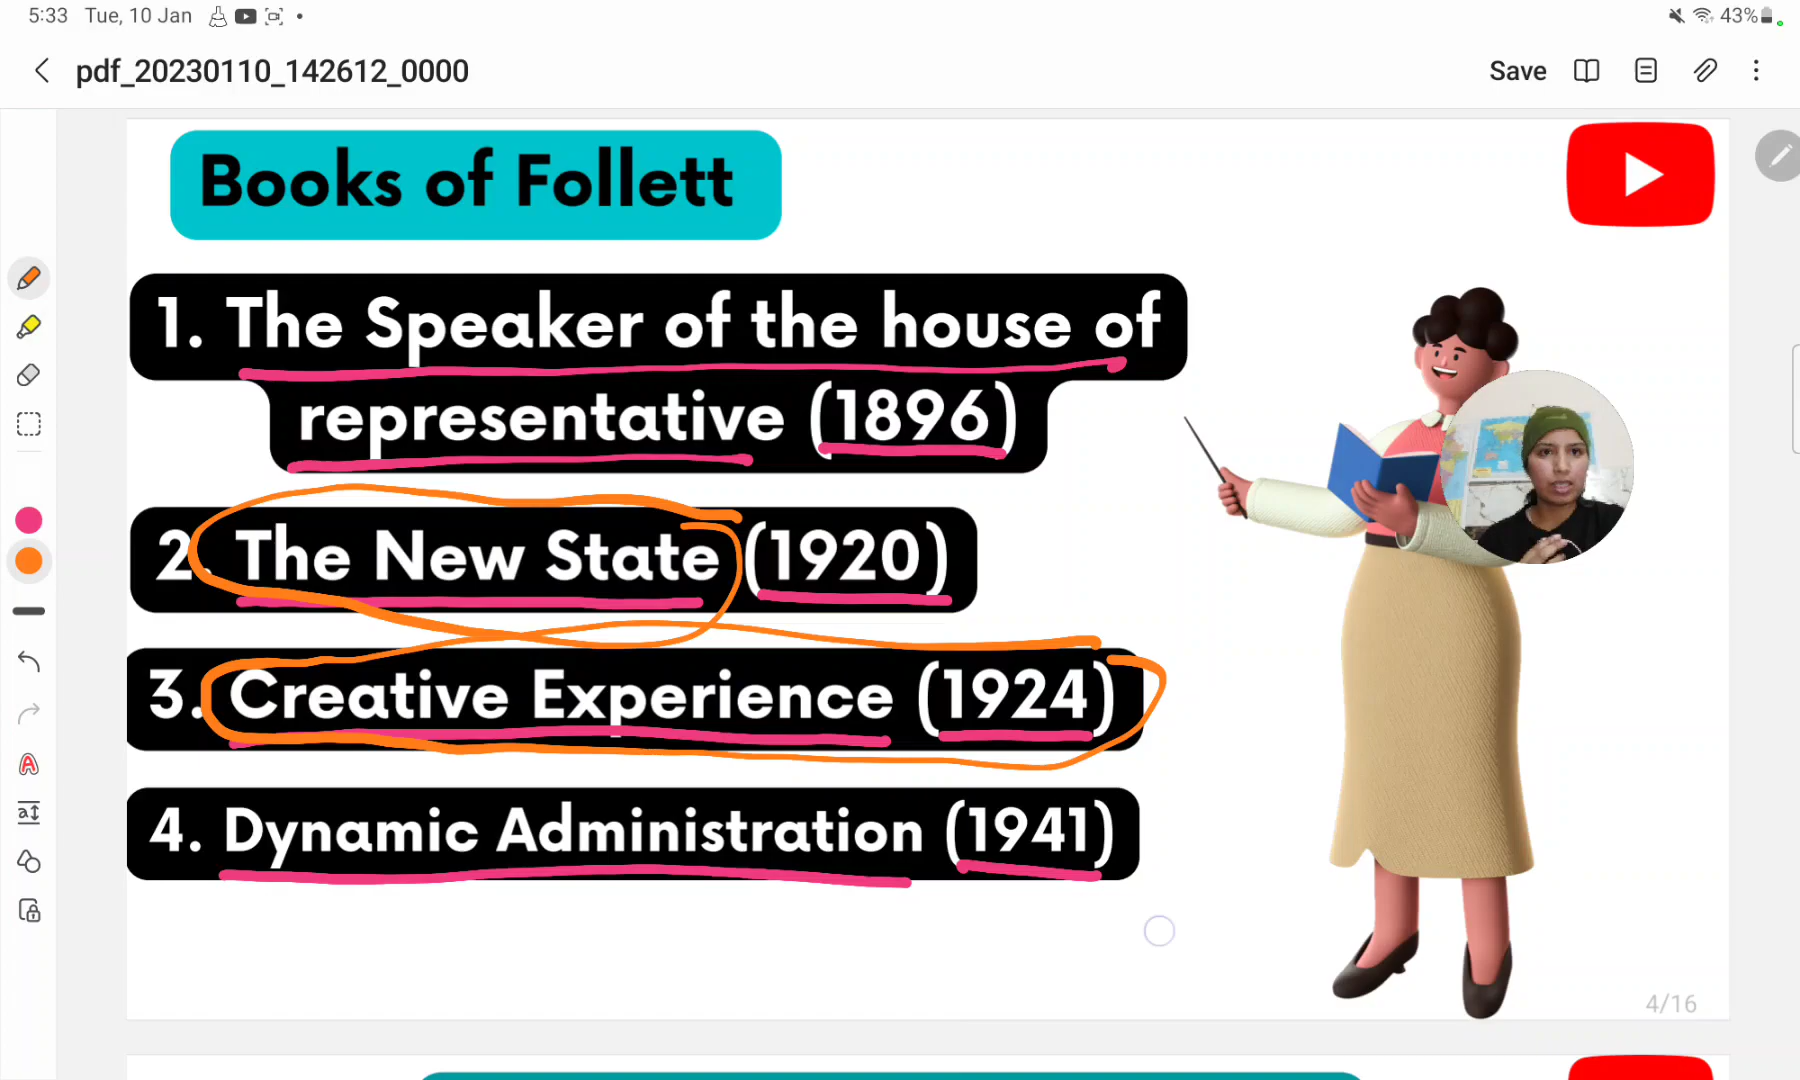 5:33 Tue, 10 Jan
43%
pdf_20230110_142612_0000
Save
Books of Follett
1. The Speaker of the house of
representative (1896)
2. The New State (1920)
3. Creative Experience (1924)
4. Dynamic Administration (1941)
4/16